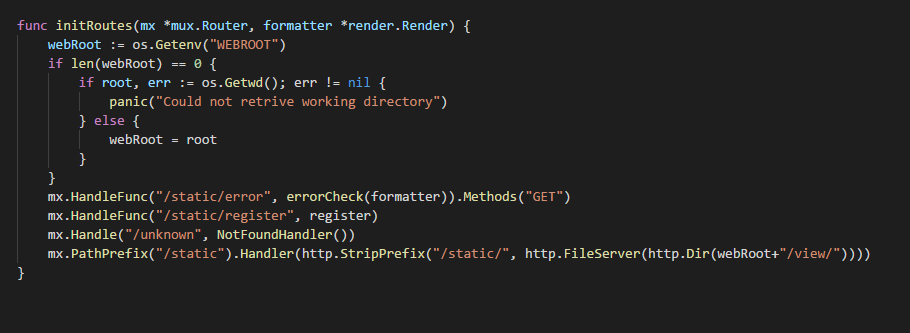 func initRoutes(mx *mux.Router, formatter *render.Render) {
    webRoot := os.Getenv("WEBROOT")
    if len(webRoot) == 0 {
        if root, err := os.Getwd(); err != nil {
            panic("Could not retrive working directory")
        } else {
            webRoot = root
        }
    }
    mx.HandleFunc("/static/error", errorCheck(formatter)).Methods("GET")
    mx.HandleFunc("/static/register", register)
    mx.Handle("/unknown", NotFoundHandler())
    mx.PathPrefix("/static").Handler(http.StripPrefix("/static/", http.FileServer(http.Dir(webRoot+"/view/"))))
}